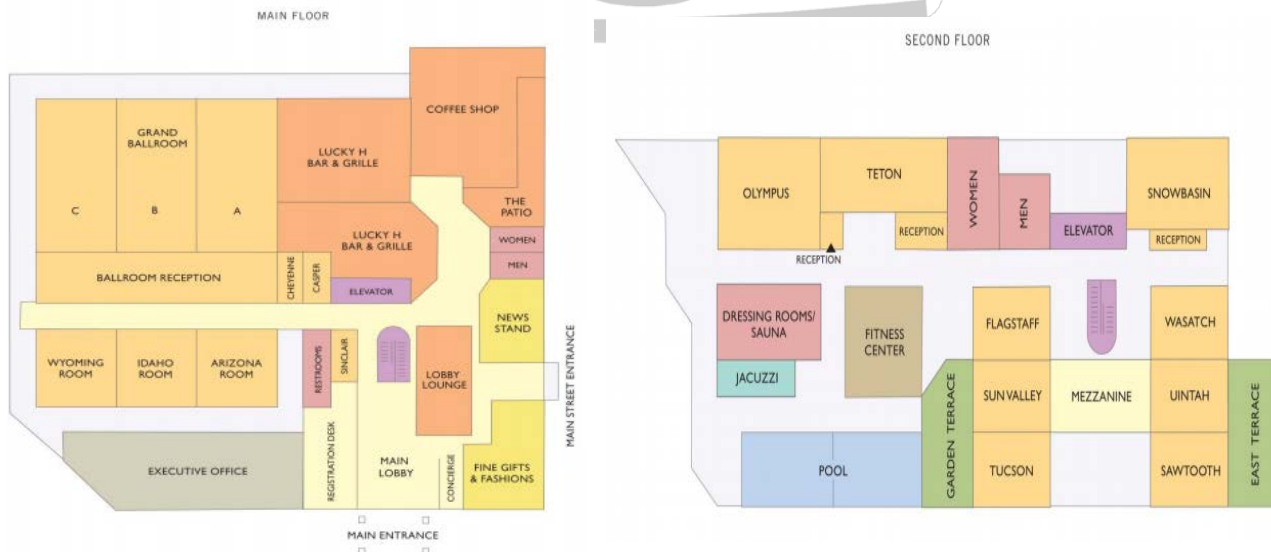 MAIN FLOOR
COFFEE SHOP
GRAND
BALLROOM
LUCKY H
BAR & GRILLE
C
B
A
THE
PATIO
LUCKY H
BAR & GRILLE
WOMEN
MEN
BALLROOM RECEPTION
CHEYENNE
CASPER
ELEVATOR
NEWS
STAND
WYOMING
ROOM
IDAHO
ROOM
ARIZONA
ROOM
RESTROOMS
SINCLAIR
LOBBY
LOUNGE
MAIN STREET ENTRANCE
EXECUTIVE OFFICE
REGISTRATION DESK
MAIN
LOBBY
CONCIERGE
FINE GIFTS
& FASHIONS
MAIN ENTRANCE
SECOND FLOOR
OLYMPUS
TETON
WOMEN
MEN
SNOWBASIN
RECEPTION
ELEVATOR
RECEPTION
RECEPTION
DRESSING ROOMS/
SAUNA
FITNESS
CENTER
FLAGSTAFF
WASATCH
JACUZZI
GARDEN TERRACE
SUN VALLEY
MEZZANINE
UINTAH
EAST TERRACE
POOL
TUCSON
SAWTOOTH